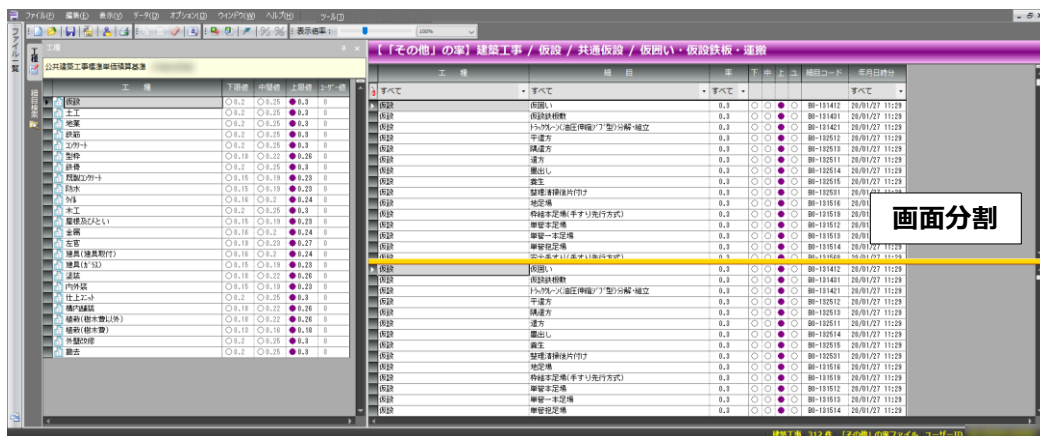 ファイル(F) 編集(E) 表示(V) データ(D) オプション(O) ウインドウ(W) ヘルプ(H) ツール(T)
表示倍率: 100%
ファイル一覧
工種
細目検索
工種
公共建築工事標準単価積算基準
工 種 下限値 中間値 上限値 ユーザー値
仮設 0.2 0.25 0.3 0
土工 0.2 0.25 0.3 0
地業 0.2 0.25 0.3 0
鉄筋 0.2 0.25 0.3 0
コンクリート 0.2 0.25 0.3 0
型枠 0.18 0.22 0.26 0
鉄骨 0.2 0.25 0.3 0
既製コンクリート 0.15 0.19 0.23 0
防水 0.15 0.19 0.23 0
タイル 0.16 0.2 0.24 0
木工 0.2 0.25 0.3 0
屋根及びとい 0.15 0.19 0.23 0
金属 0.16 0.2 0.24 0
左官 0.19 0.23 0.27 0
建具(建具取付) 0.16 0.2 0.24 0
建具(ガラス) 0.15 0.19 0.23 0
塗装 0.18 0.22 0.26 0
内外装 0.15 0.19 0.23 0
仕上ユニット 0.2 0.25 0.3 0
構内舗装 0.18 0.22 0.26 0
植栽(樹木費以外) 0.18 0.22 0.26 0
植栽(樹木費) 0.13 0.16 0.18 0
外壁改修 0.2 0.25 0.3 0
撤去 0.2 0.25 0.3 0
【「その他」の家】建築工事 / 仮設 / 共通仮設 / 仮囲い・仮設鉄板・運搬
工 種 細 目 率 下 中 上 ユ 細目コード 年月日時分
すべて すべて すべて すべて
仮設 仮囲い 0.3 B0-131412 20/01/27 11:29
仮設 仮設鉄板敷 0.3 B0-131431 20/01/27 11:29
仮設 トラッククレーン(油圧伸縮ジブ型)分解・組立 0.3 B0-131421 20/01/27 11:29
仮設 平遣方 0.3 B0-132512 20/01/27 11:29
仮設 隅遣方 0.3 B0-132513 20/01/27 11:29
仮設 遣方 0.3 B0-132511 20/01/27 11:29
仮設 墨出し 0.3 B0-132514 20/01/27 11:29
仮設 養生 0.3 B0-132515 20/01/27 11:29
仮設 整理清掃後片付け 0.3 B0-132531 20/01/27 11:29
仮設 地足場 0.3 B0-131516
仮設 枠組本足場(手すり先行方式) 0.3 B0-131519
仮設 単管本足場 0.3 B0-131512
仮設 単管一本足場 0.3 B0-131513
仮設 単管抱足場 0.3 B0-131514 20/01/27 11:29
画面分割
仮設 仮囲い 0.3 B0-131412 20/01/27 11:29
仮設 仮設鉄板敷 0.3 B0-131431 20/01/27 11:29
仮設 トラッククレーン(油圧伸縮ジブ型)分解・組立 0.3 B0-131421 20/01/27 11:29
仮設 平遣方 0.3 B0-132512 20/01/27 11:29
仮設 隅遣方 0.3 B0-132513 20/01/27 11:29
仮設 遣方 0.3 B0-132511 20/01/27 11:29
仮設 墨出し 0.3 B0-132514 20/01/27 11:29
仮設 養生 0.3 B0-132515 20/01/27 11:29
仮設 整理清掃後片付け 0.3 B0-132531 20/01/27 11:29
仮設 地足場 0.3 B0-131516 20/01/27 11:29
仮設 枠組本足場(手すり先行方式) 0.3 B0-131519 20/01/27 11:29
仮設 単管本足場 0.3 B0-131512 20/01/27 11:29
仮設 単管一本足場 0.3 B0-131513 20/01/27 11:29
仮設 単管抱足場 0.3 B0-131514 20/01/27 11:29
建築工事 312 件 「その他」の家ファイル ユーザーID